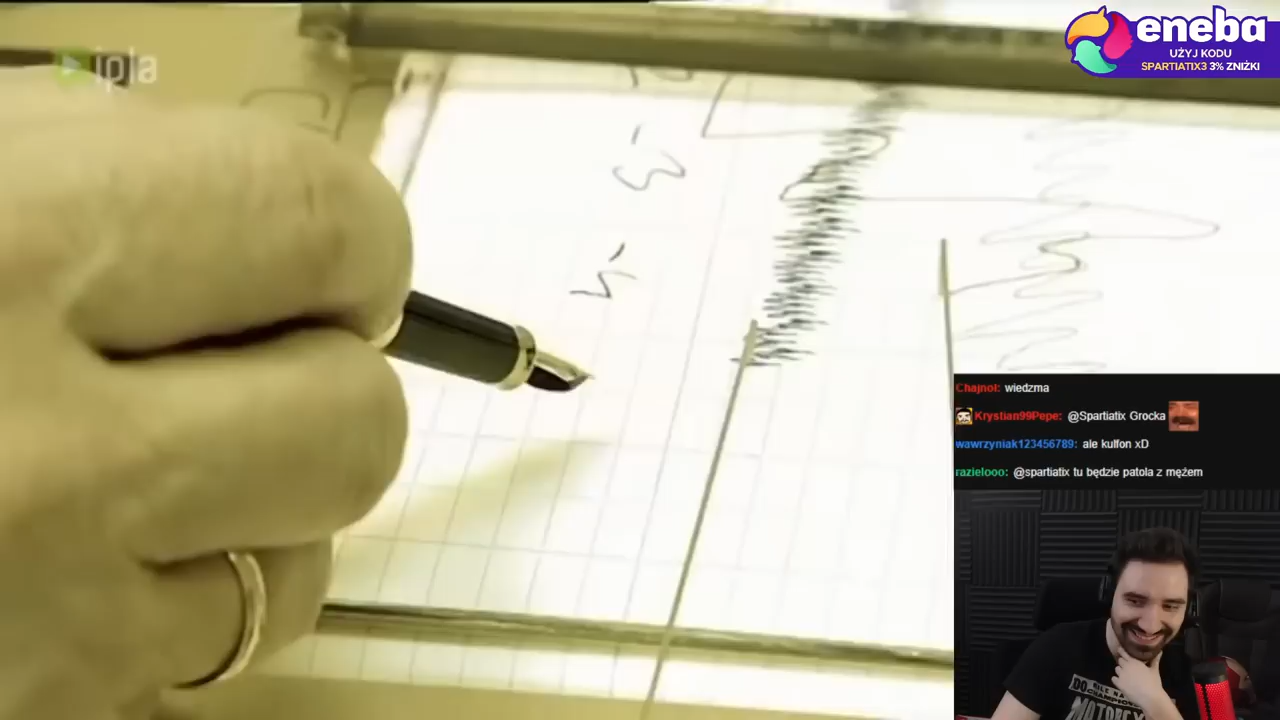 ipla
eneba
UŻYJ KODU
SPARTIATIX3 3% ZNIŻKI
Chajnot: wiedzma
Krystian99Pepe: @Spartiatix Grocka
wawrzyniak123456789: ale kulfon xD
razielooo: @spartiatix tu będzie patola z mężem